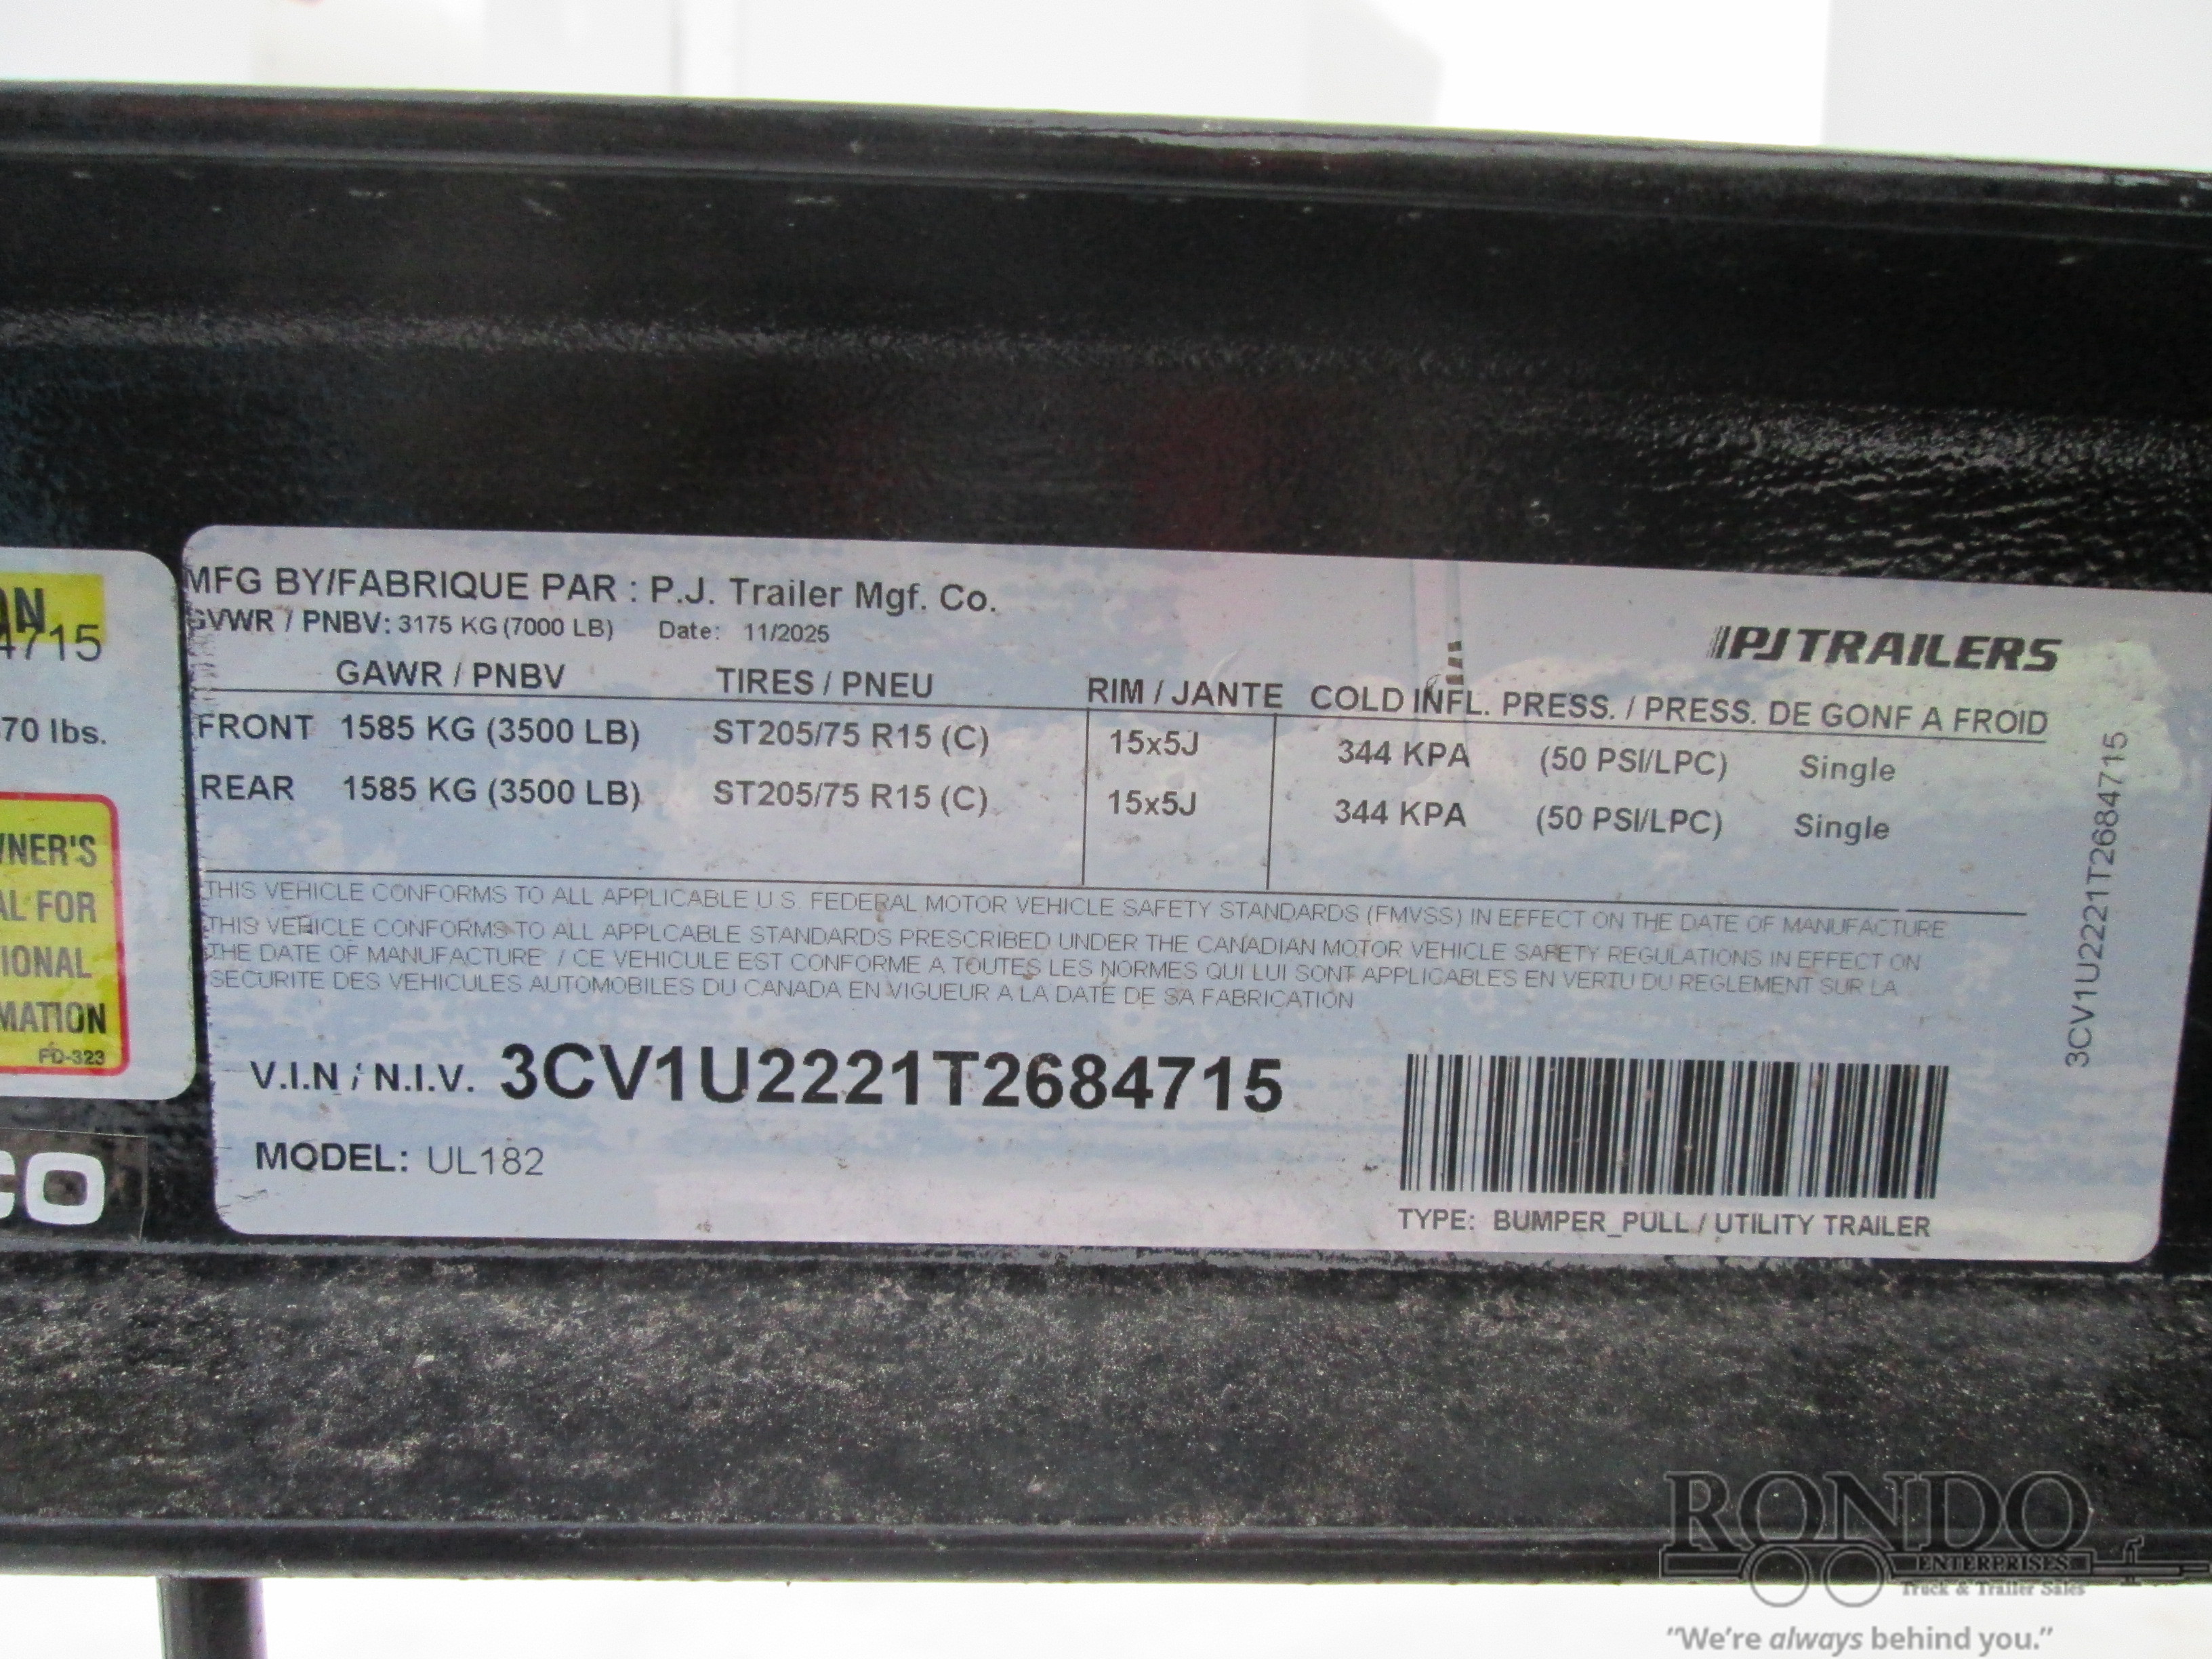 MFG BY/FABRIQUE PAR : P.J. Trailer Mgf. Co.
GVWR / PNBV: 3175 KG (7000 LB) Date: 11/2025
PJ TRAILERS
GAWR / PNBV TIRES / PNEU RIM / JANTE COLD INFL. PRESS. / PRESS. DE GONF A FROID
FRONT 1585 KG (3500 LB) ST205/75 R15 (C) 15x5J 344 KPA (50 PSI/LPC) Single
REAR 1585 KG (3500 LB) ST205/75 R15 (C) 15x5J 344 KPA (50 PSI/LPC) Single
THIS VEHICLE CONFORMS TO ALL APPLICABLE U.S. FEDERAL MOTOR VEHICLE SAFETY STANDARDS (FMVSS) IN EFFECT ON THE DATE OF MANUFACTURE
THIS VEHICLE CONFORMS TO ALL APPLCABLE STANDARDS PRESCRIBED UNDER THE CANADIAN MOTOR VEHICLE SAFETY REGULATIONS IN EFFECT ON
THE DATE OF MANUFACTURE / CE VEHICULE EST CONFORME A TOUTES LES NORMES QUI LUI SONT APPLICABLES EN VERTU DU REGLEMENT SUR LA
SECURITE DES VEHICULES AUTOMOBILES DU CANADA EN VIGUEUR A LA DATE DE SA FABRICATION
V.I.N / N.I.V. 3CV1U2221T2684715
MODEL: UL182
TYPE: BUMPER_PULL / UTILITY TRAILER
3CV1U2221T2684715
4715
70 lbs.
NER'S
AL FOR
IONAL
MATION
FD-323
CO
RONDO
ENTERPRISES
Truck & Trailer Sales
"We're always behind you."